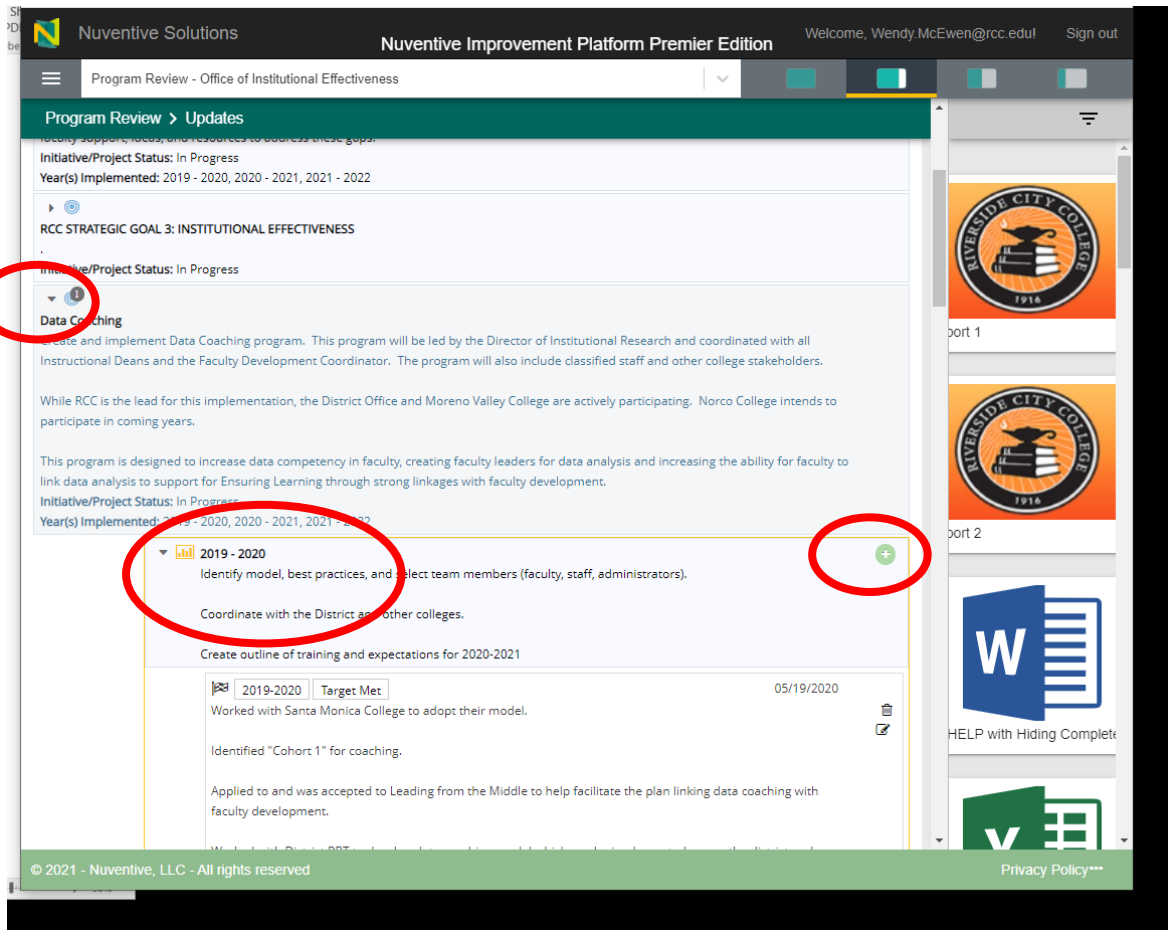 Nuventive Solutions
Nuventive Improvement Platform Premier Edition
Welcome, Wendy.McEwen@rcc.edu!
Sign out
Program Review - Office of Institutional Effectiveness
Program Review > Updates
faculty support, focus, and resources to address these gaps.
Initiative/Project Status: In Progress
Year(s) Implemented: 2019 - 2020, 2020 - 2021, 2021 - 2022
RCC STRATEGIC GOAL 3: INSTITUTIONAL EFFECTIVENESS
.
Initiative/Project Status: In Progress
1
Data Coaching
Create and implement Data Coaching program. This program will be led by the Director of Institutional Research and coordinated with all
Instructional Deans and the Faculty Development Coordinator. The program will also include classified staff and other college stakeholders.
While RCC is the lead for this implementation, the District Office and Moreno Valley College are actively participating. Norco College intends to
participate in coming years.
This program is designed to increase data competency in faculty, creating faculty leaders for data analysis and increasing the ability for faculty to
link data analysis to support for Ensuring Learning through strong linkages with faculty development.
Initiative/Project Status: In Progress
Year(s) Implemented: 2019 - 2020, 2020 - 2021, 2021 - 2022
2019 - 2020
Identify model, best practices, and select team members (faculty, staff, administrators).
Coordinate with the District and other colleges.
Create outline of training and expectations for 2020-2021
2019-2020 Target Met 05/19/2020
Worked with Santa Monica College to adopt their model.
Identified "Cohort 1" for coaching.
Applied to and was accepted to Leading from the Middle to help facilitate the plan linking data coaching with
faculty development.
RIVERSIDE CITY COLLEGE
1916
port 1
RIVERSIDE CITY COLLEGE
1916
port 2
W
HELP with Hiding Complete
X
© 2021 - Nuventive, LLC - All rights reserved
Privacy Policy